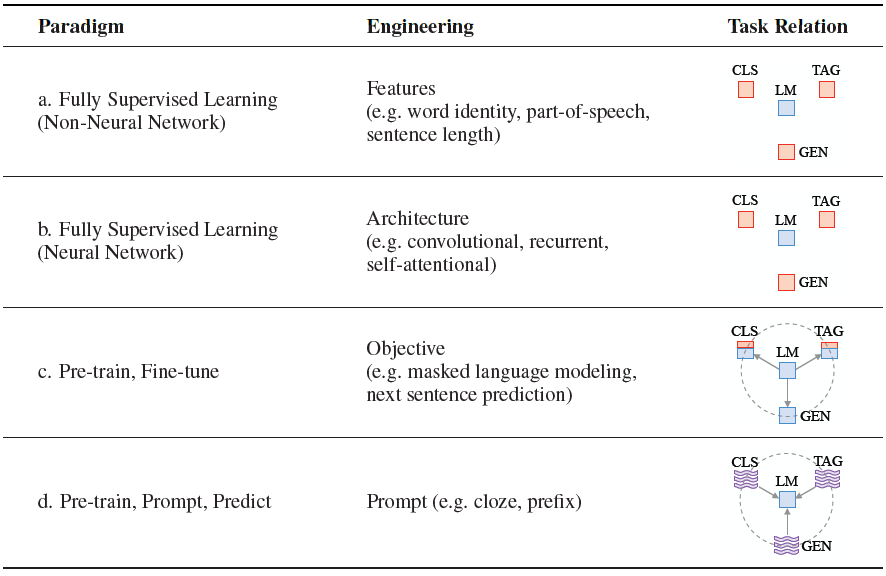 Paradigm Engineering Task Relation
a. Fully Supervised Learning
(Non-Neural Network)
Features
(e.g. word identity, part-of-speech,
sentence length)
CLS TAG
LM
GEN
b. Fully Supervised Learning
(Neural Network)
Architecture
(e.g. convolutional, recurrent,
self-attentional)
CLS TAG
LM
GEN
c. Pre-train, Fine-tune
Objective
(e.g. masked language modeling,
next sentence prediction)
CLS TAG
LM
GEN
d. Pre-train, Prompt, Predict
Prompt (e.g. cloze, prefix)
CLS TAG
LM
GEN